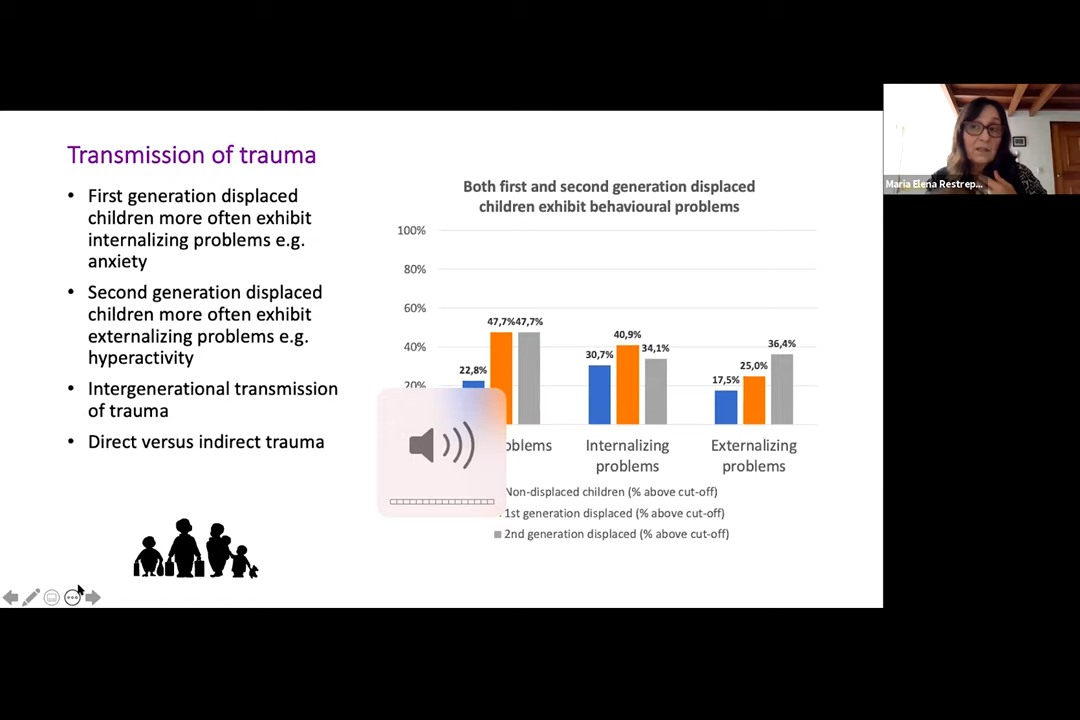 Transmission of trauma
• First generation displaced
children more often exhibit
internalizing problems e.g.
anxiety
• Second generation displaced
children more often exhibit
externalizing problems e.g.
hyperactivity
• Intergenerational transmission
of trauma
• Direct versus indirect trauma
Both first and second generation displaced
children exhibit behavioural problems
100%
80%
60%
40%
20%
22,8%
47,7%
47,7%
30,7%
40,9%
34,1%
17,5%
25,0%
36,4%
Internalizing
problems
Externalizing
problems
Non-displaced children (% above cut-off)
1st generation displaced (% above cut-off)
2nd generation displaced (% above cut-off)
Maria Elena Restrep...